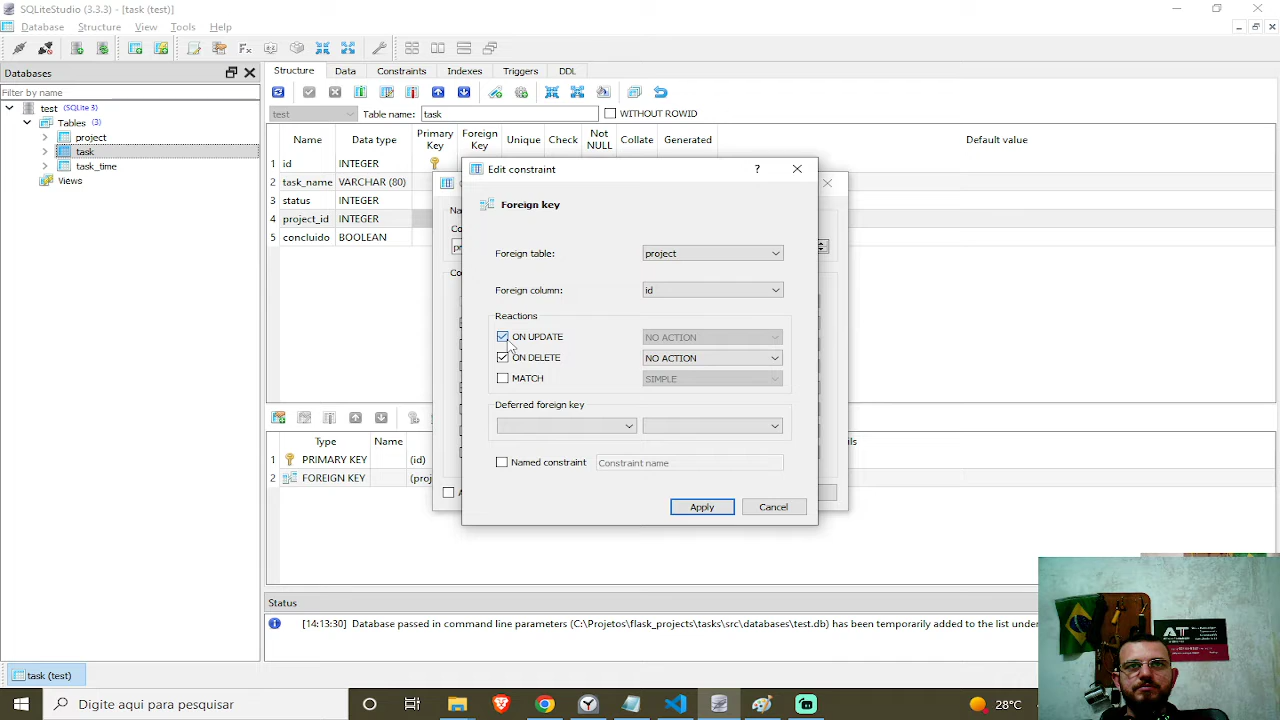 SQLiteStudio (3.3.3) - [task (test)]
Database Structure View Tools Help
Databases
Filter by name
test (SQLite 3)
Tables (3)
project
task
task_time
Views
Structure Data Constraints Indexes Triggers DDL
test Table name: task WITHOUT ROWID
Name Data type Primary Key Foreign Key Unique Check Not NULL Collate Generated Default value
1 id INTEGER
2 task_name VARCHAR (80)
3 status INTEGER
4 project_id INTEGER
5 concluido BOOLEAN
Edit constraint ?
Foreign key
Foreign table: project
Foreign column: id
Reactions
ON UPDATE NO ACTION
ON DELETE NO ACTION
MATCH SIMPLE
Deferred foreign key
Named constraint Constraint name
Apply Cancel
Type Name
1 PRIMARY KEY (id)
2 FOREIGN KEY (proj
Status
[14:13:30] Database passed in command line parameters (C:\Projetos\flask_projects\tasks\src\databases\test.db) has been temporarily added to the list under
task (test)
Digite aqui para pesquisar
28°C
AT